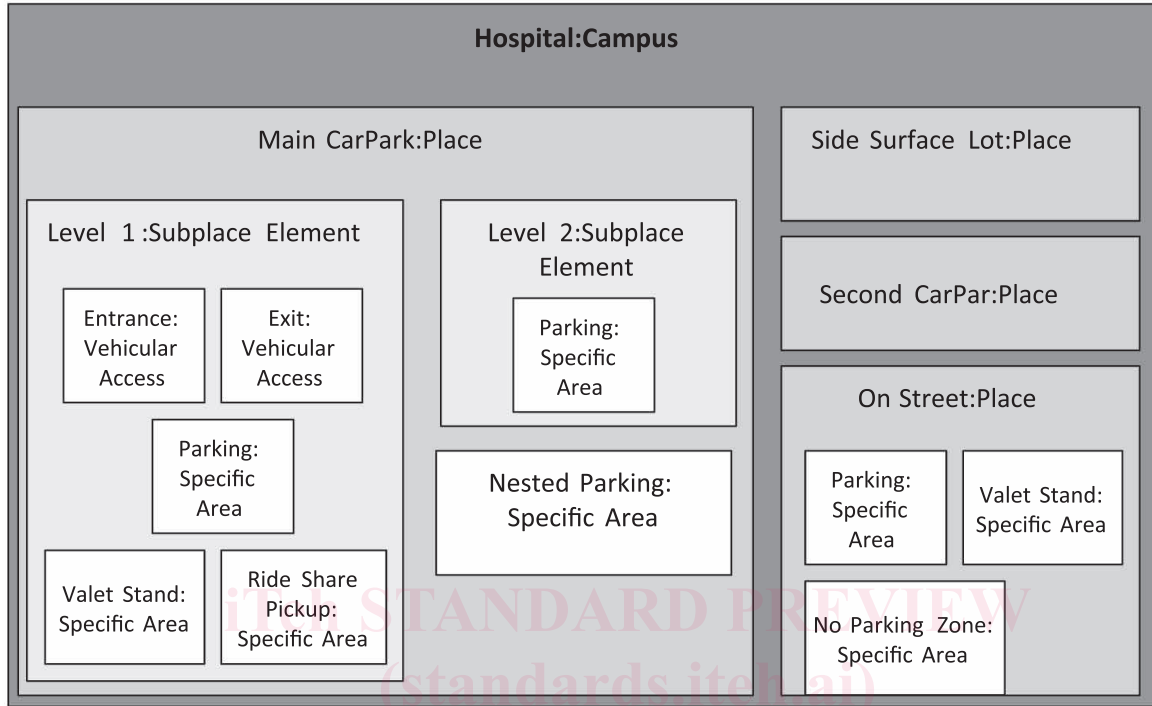 Hospital:Campus
Main CarPark:Place
Level 1 :Subplace Element
Entrance:
Vehicular
Access
Exit:
Vehicular
Access
Parking:
Specific
Area
Valet Stand:
Specific Area
Ride Share
Pickup:
Specific Area
Level 2:Subplace
Element
Parking:
Specific
Area
Nested Parking:
Specific Area
Side Surface Lot:Place
Second CarPar:Place
On Street:Place
Parking:
Specific
Area
Valet Stand:
Specific Area
No Parking Zone:
Specific Area
iTeh STANDARD PREVIEW
(standards.iteh.ai)